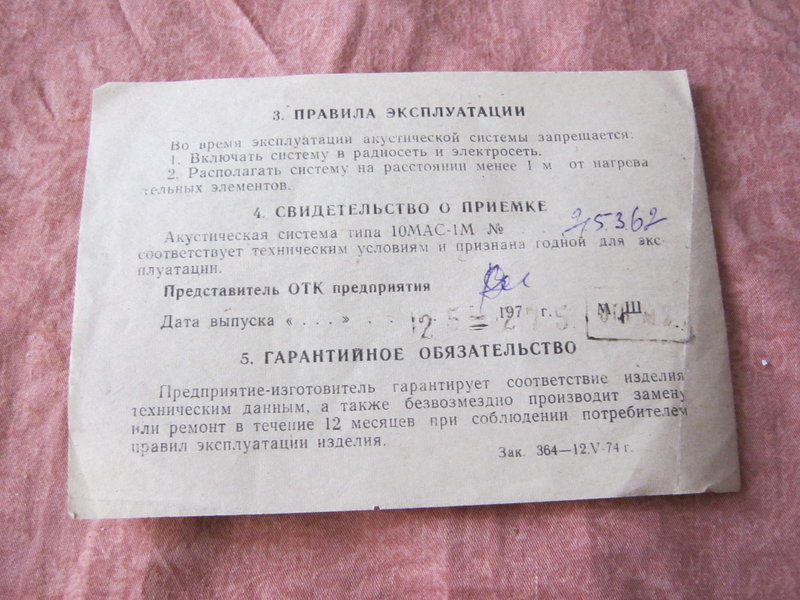 3. ПРАВИЛА ЭКСПЛУАТАЦИИ
Во время эксплуатации акустической системы запрещается:
1. Включать систему в радиосеть и электросеть.
2. Располагать систему на расстоянии менее 1 м от нагрева
тельных элементов.
4. СВИДЕТЕЛЬСТВО О ПРИЕМКЕ
Акустическая система типа 10МАС-1М №
соответствует техническим условиям и признана годной для экс-
плуатации.
Представитель ОТК предприятия
Дата выпуска « . . . » . . . . 197 г. М Ш
5. ГАРАНТИЙНОЕ ОБЯЗАТЕЛЬСТВО
Предприятие-изготовитель гарантирует соответствие изделия
техническим данным, а также безвозмездно производит замену
или ремонт в течение 12 месяцев при соблюдении потребителем
правил эксплуатации изделия.
Зак. 364—12.V-74 г.